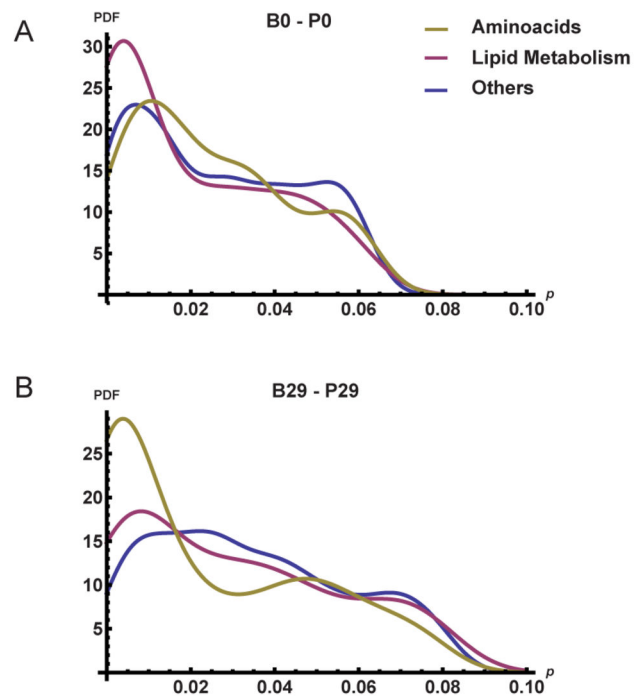 A
B0 - P0
PDF
Aminoacids
Lipid Metabolism
Others
30
25
20
15
10
5
0.02 0.04 0.06 0.08 0.10
p
B
B29 - P29
PDF
25
20
15
10
5
0.02 0.04 0.06 0.08 0.10
p